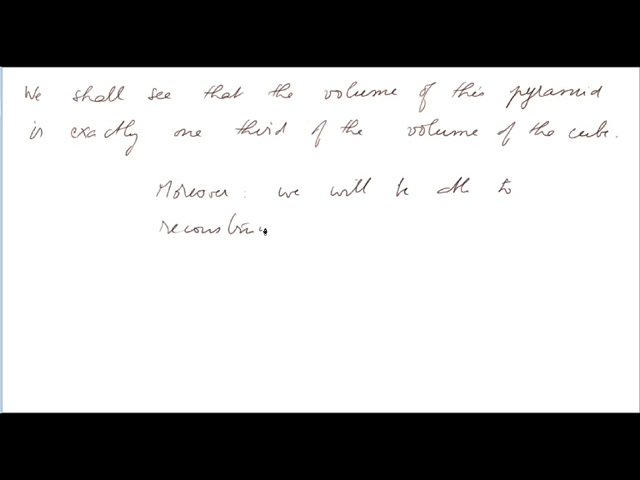 We shall see that the volume of this pyramid
is exactly one third of the volume of the cube.
Moreover: we will be able to